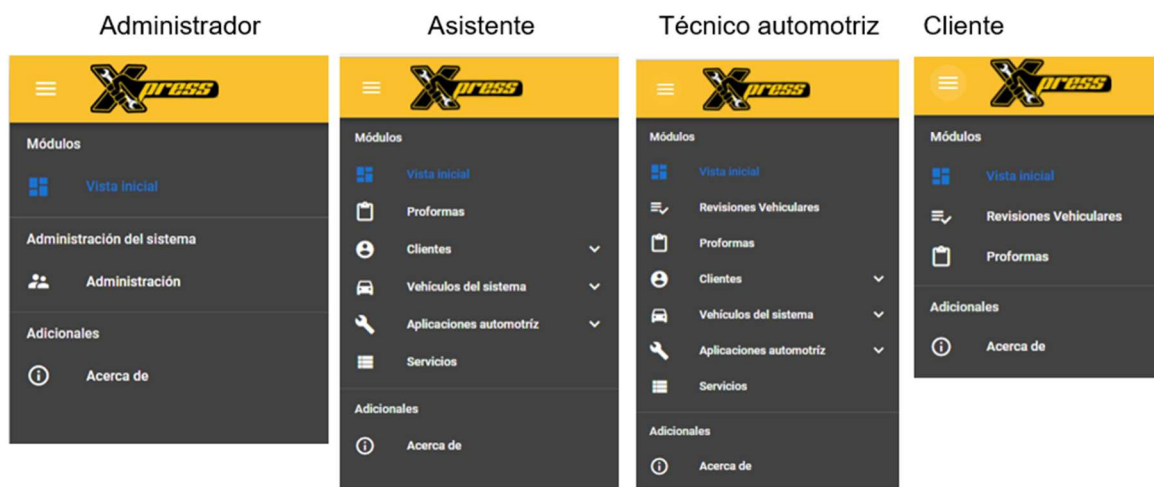 Administrador
Asistente
Técnico automotriz
Cliente
Xpress
Módulos
Vista inicial
Administración del sistema
Administración
Adicionales
Acerca de
Xpress
Módulos
Vista inicial
Proformas
Clientes
Vehículos del sistema
Aplicaciones automotríz
Servicios
Adicionales
Acerca de
Xpress
Módulos
Vista inicial
Revisiones Vehiculares
Proformas
Clientes
Vehículos del sistema
Aplicaciones automotríz
Servicios
Adicionales
Acerca de
Xpress
Módulos
Vista inicial
Revisiones Vehiculares
Proformas
Adicionales
Acerca de